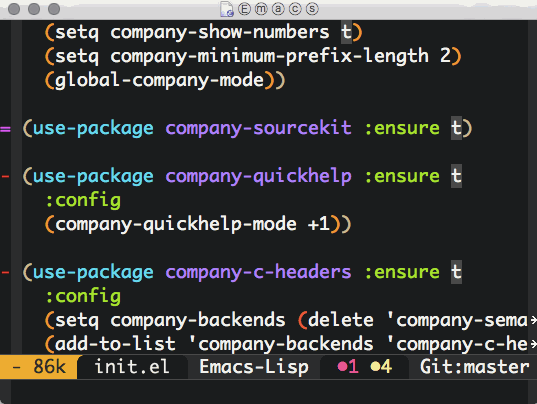 Ⓔⓜⓐⓒⓢ
(setq company-show-numbers t)
(setq company-minimum-prefix-length 2)
(global-company-mode))
= (use-package company-sourcekit :ensure t)
- (use-package company-quickhelp :ensure t
:config
(company-quickhelp-mode +1))
- (use-package company-c-headers :ensure t
:config
(setq company-backends (delete 'company-sema→
(add-to-list 'company-backends 'company-c-he→
- 86k init.el Emacs-Lisp ●1 ●4 Git:master